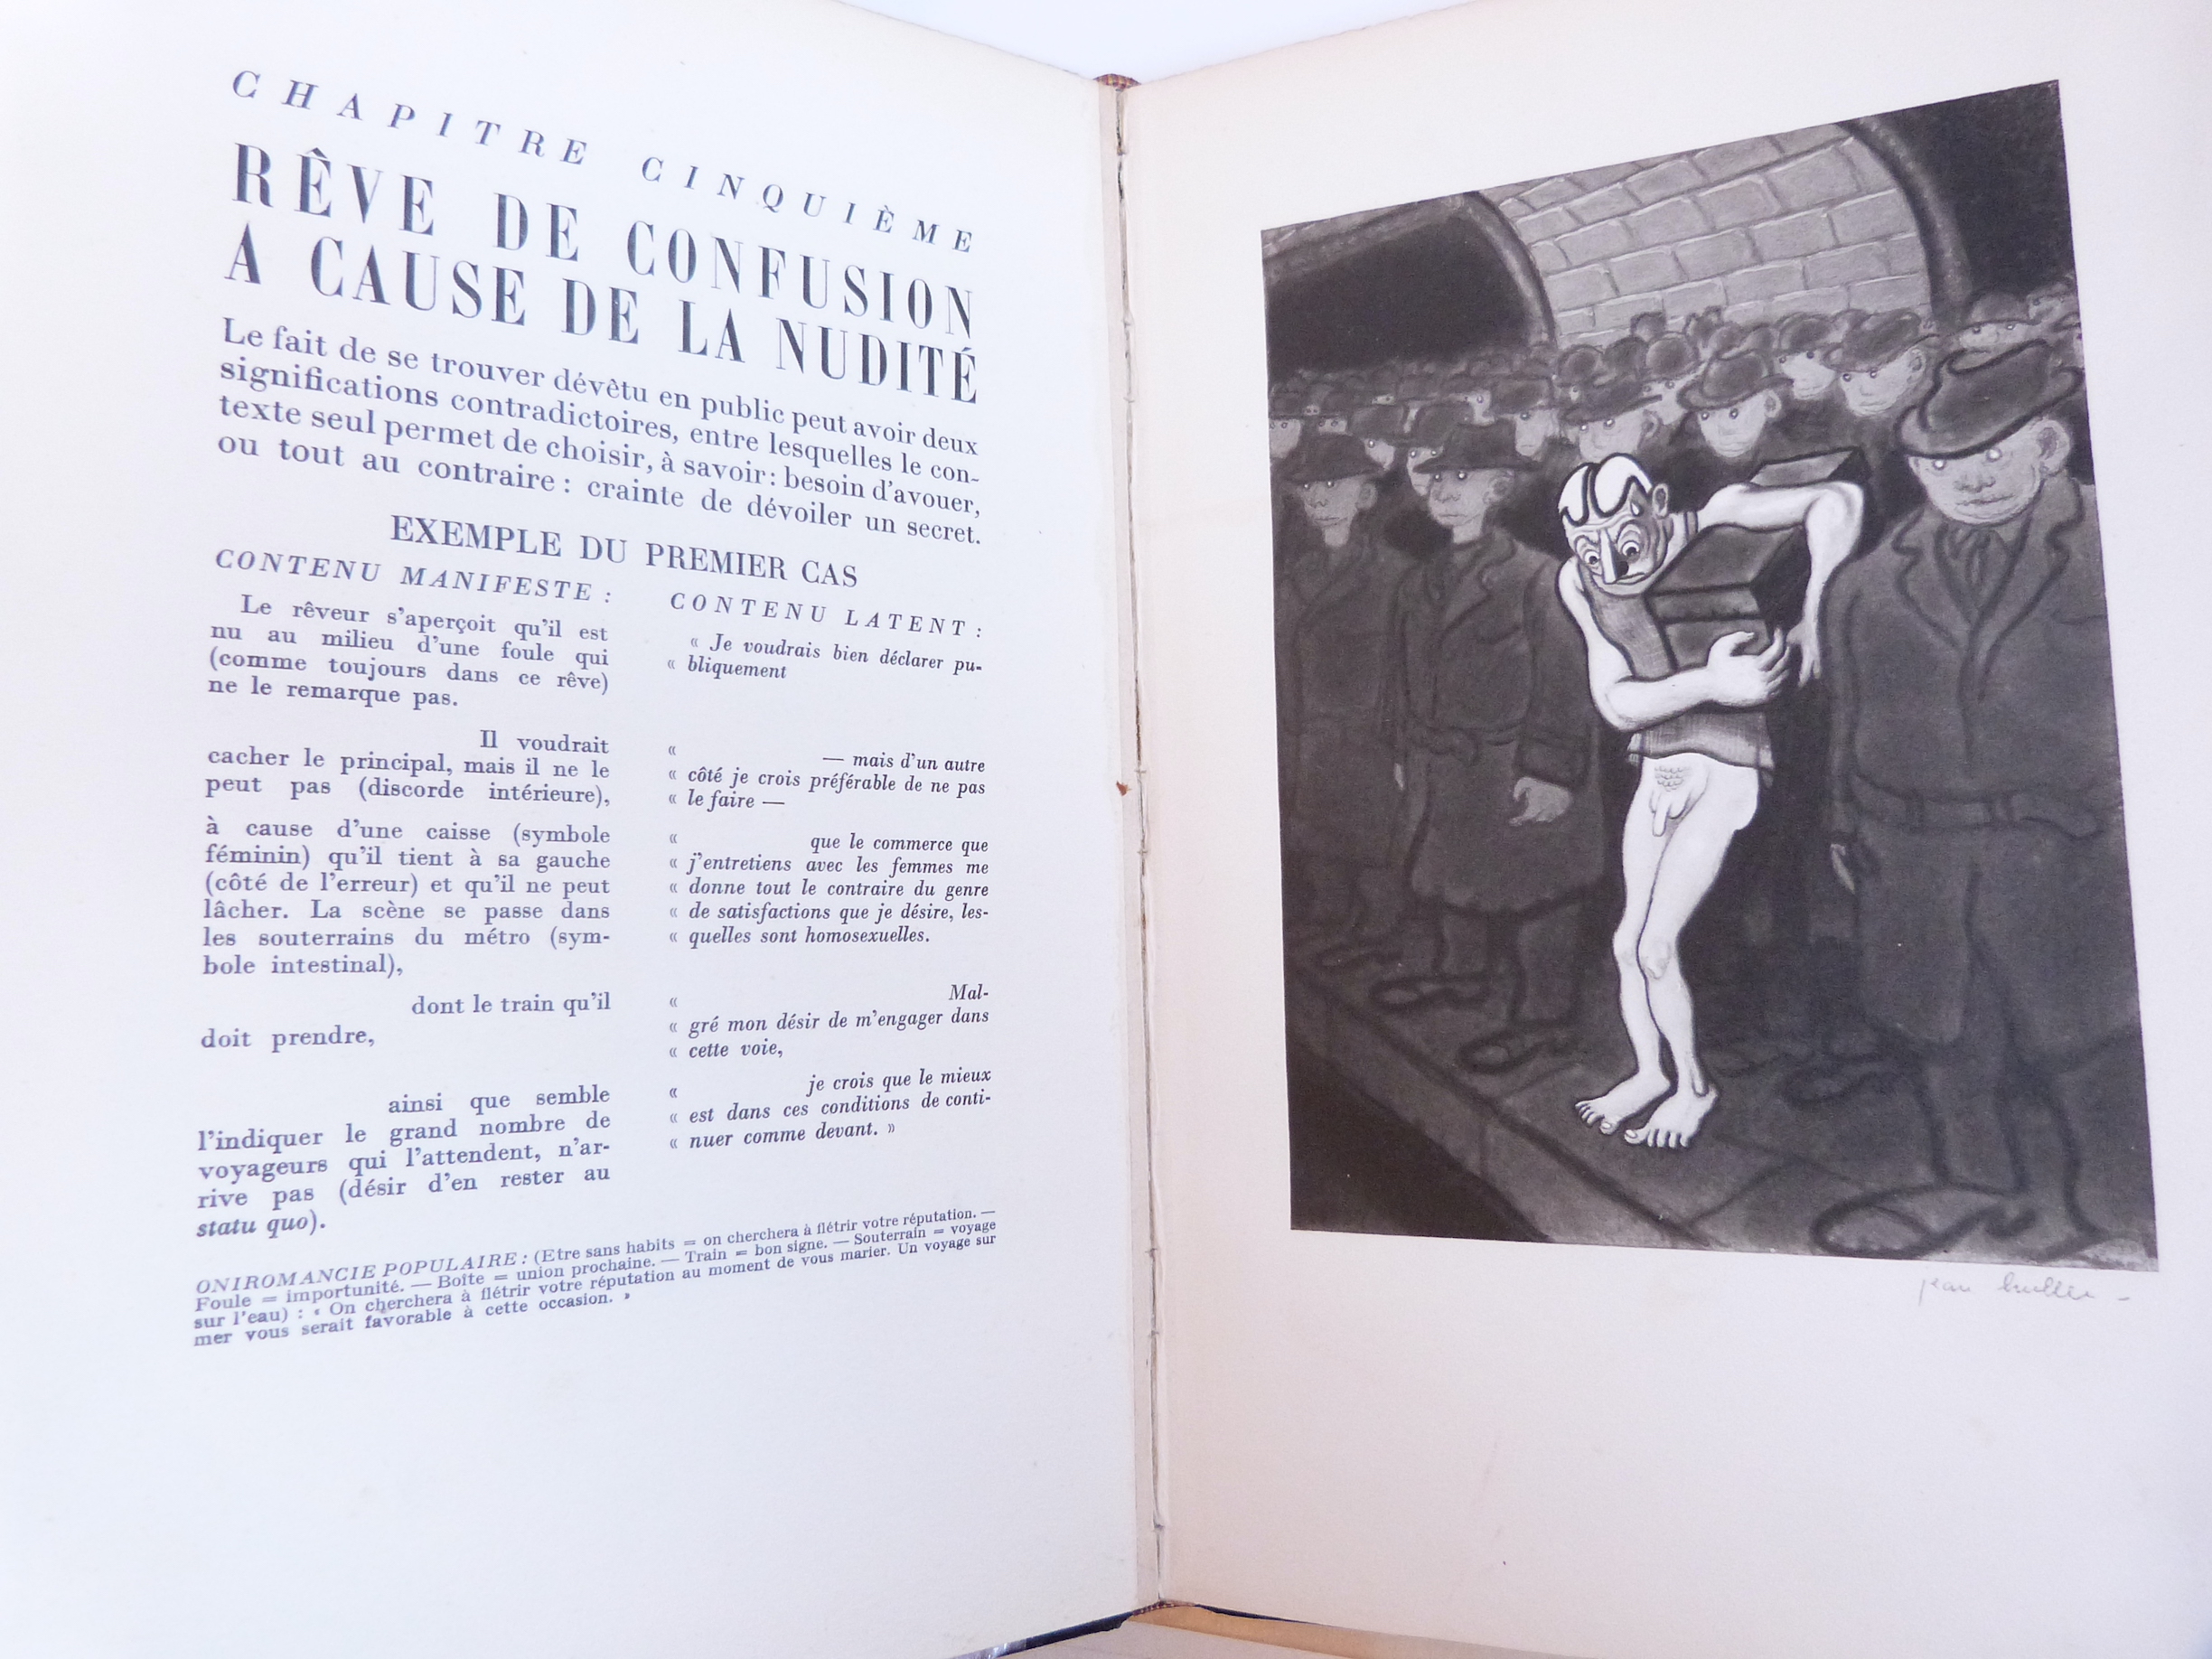 CHAPITRE CINQUIÈME
RÊVE DE CONFUSION
A CAUSE DE LA NUDITÉ
Le fait de se trouver dévêtu en public peut avoir deux
significations contradictoires, entre lesquelles le con-
texte seul permet de choisir, à savoir : besoin d'avouer,
ou tout au contraire : crainte de dévoiler un secret.
EXEMPLE DU PREMIER CAS
CONTENU MANIFESTE :
Le rêveur s'aperçoit qu'il est
nu au milieu d'une foule qui
(comme toujours dans ce rêve)
ne le remarque pas.
Il voudrait
cacher le principal, mais il ne le
peut pas (discorde intérieure),
à cause d'une caisse (symbole
féminin) qu'il tient à sa gauche
(côté de l'erreur) et qu'il ne peut
lâcher. La scène se passe dans
les souterrains du métro (sym-
bole intestinal),
dont le train qu'il
doit prendre,
ainsi que semble
l'indiquer le grand nombre de
voyageurs qui l'attendent, n'ar-
rive pas (désir d'en rester au
statu quo).
CONTENU LATENT :
« Je voudrais bien déclarer pu-
« bliquement
« — mais d'un autre
« côté je crois préférable de ne pas
« le faire —
« que le commerce que
« j'entretiens avec les femmes me
« donne tout le contraire du genre
« de satisfactions que je désire, les-
« quelles sont homosexuelles.
« Mal-
« gré mon désir de m'engager dans
« cette voie,
« je crois que le mieux
« est dans ces conditions de conti-
« nuer comme devant. »
ONIROMANCIE POPULAIRE : (Etre sans habits = on cherchera à flétrir votre réputation. —
Foule = importunité. — Boîte = union prochaine. — Train = bon signe. — Souterrain = voyage
sur l'eau) : « On cherchera à flétrir votre réputation au moment de vous marier. Un voyage sur
mer vous serait favorable à cette occasion. »
jean bruller -